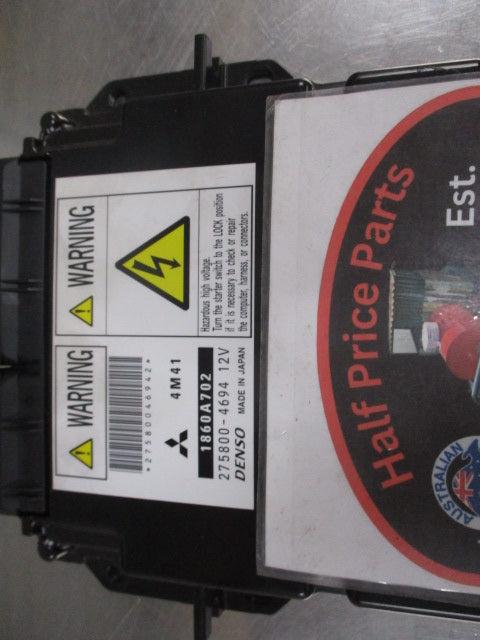 WARNING
WARNING
Hazardous high voltage.
Turn the starter switch to the LOCK position
if it is necessary to check or repair
the computer, harness, or connectors.
*27580046942*
4M41
1860A702
275800-4694 12V
DENSO MADE IN JAPAN
Half Price Parts
Est.
AUSTRALIAN